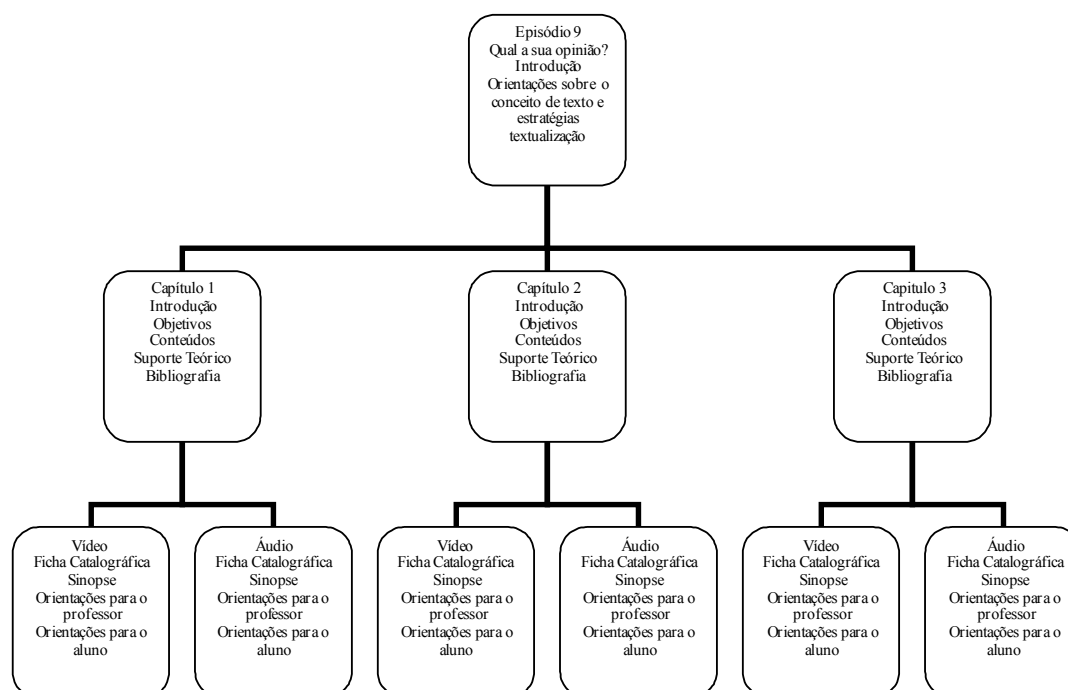 Episódio 9
Qual a sua opinião?
Introdução
Orientações sobre o
conceito de texto e
estratégias
textualização
Capítulo 1
Introdução
Objetivos
Conteúdos
Suporte Teórico
Bibliografia
Capítulo 2
Introdução
Objetivos
Conteúdos
Suporte Teórico
Bibliografia
Capitulo 3
Introdução
Objetivos
Conteúdos
Suporte Teórico
Bibliografia
Vídeo
Ficha Catalográfica
Sinopse
Orientações para o
professor
Orientações para o
aluno
Áudio
Ficha Catalográfica
Sinopse
Orientações para o
professor
Orientações para o
aluno
Vídeo
Ficha Catalográfica
Sinopse
Orientações para o
professor
Orientações para o
aluno
Áudio
Ficha Catalográfica
Sinopse
Orientações para o
professor
Orientações para o
aluno
Vídeo
Ficha Catalográfica
Sinopse
Orientações para o
professor
Orientações para o
aluno
Áudio
Ficha Catalográfica
Sinopse
Orientações para o
professor
Orientações para o
aluno